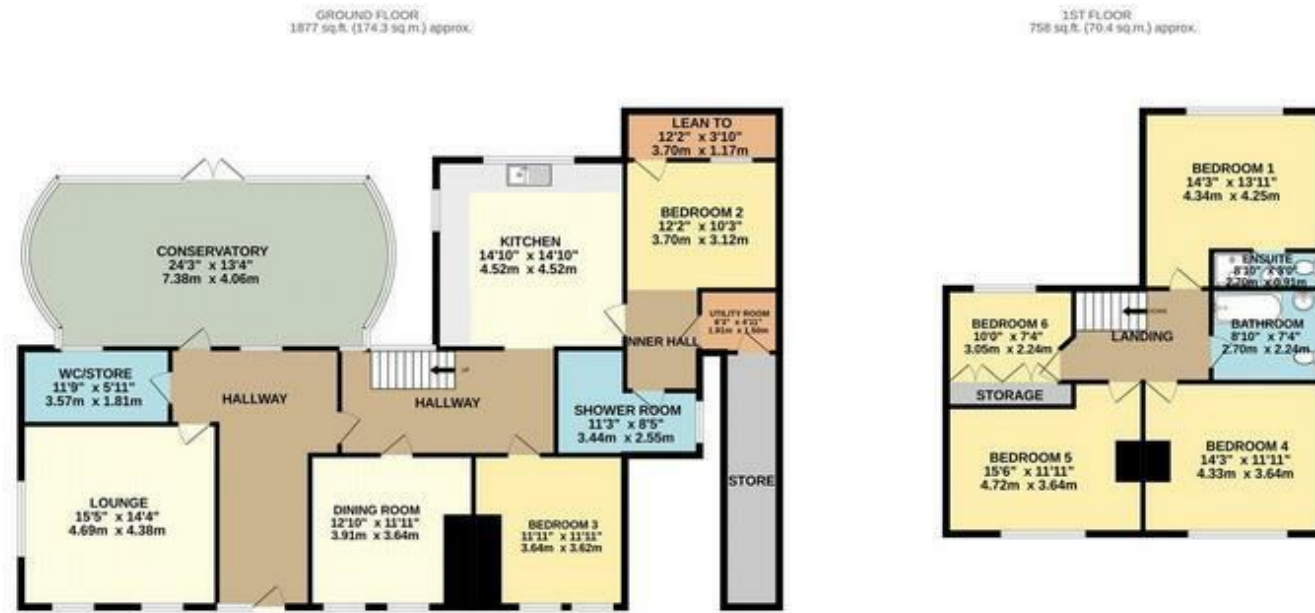 GROUND FLOOR
1877 sq.ft. (174.3 sq.m.) approx.
1ST FLOOR
758 sq.ft. (70.4 sq.m.) approx.
LEAN TO
12'2" x 3'10"
3.70m x 1.17m
CONSERVATORY
24'3" x 13'4"
7.38m x 4.06m
KITCHEN
14'10" x 14'10"
4.52m x 4.52m
BEDROOM 2
12'2" x 10'3"
3.70m x 3.12m
UTILITY ROOM
INNER HALL
WC/STORE
11'9" x 5'11"
3.57m x 1.81m
HALLWAY
UP
HALLWAY
SHOWER ROOM
11'3" x 8'5"
3.44m x 2.55m
STORE
LOUNGE
15'5" x 14'4"
4.69m x 4.38m
DINING ROOM
12'10" x 11'11"
3.91m x 3.64m
BEDROOM 3
11'11" x 11'11"
3.64m x 3.62m
BEDROOM 1
14'3" x 13'11"
4.34m x 4.25m
ENSUITE
BEDROOM 6
10'0" x 7'4"
3.05m x 2.24m
LANDING
BATHROOM
8'10" x 7'4"
2.70m x 2.24m
STORAGE
BEDROOM 5
15'6" x 11'11"
4.72m x 3.64m
BEDROOM 4
14'3" x 11'11"
4.33m x 3.64m